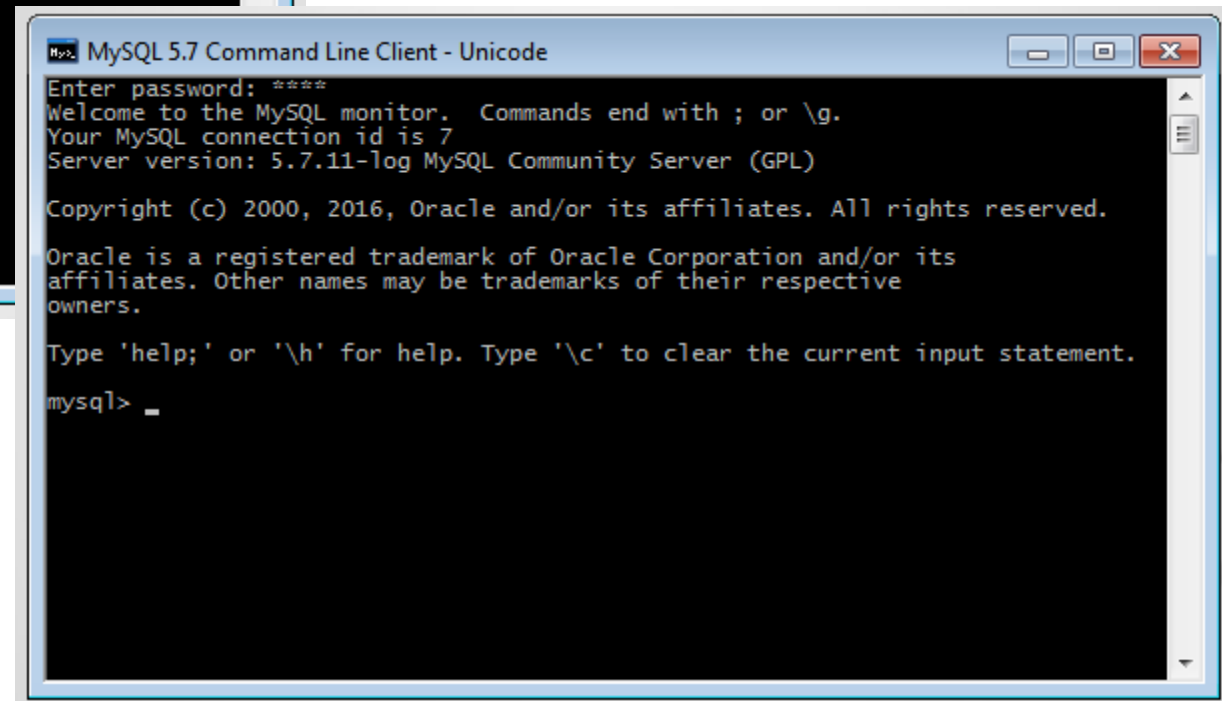 MySQL 5.7 Command Line Client - Unicode
Enter password: ****
Welcome to the MySQL monitor.  Commands end with ; or \g.
Your MySQL connection id is 7
Server version: 5.7.11-log MySQL Community Server (GPL)
Copyright (c) 2000, 2016, Oracle and/or its affiliates. All rights reserved.
Oracle is a registered trademark of Oracle Corporation and/or its
affiliates. Other names may be trademarks of their respective
owners.
Type 'help;' or '\h' for help. Type '\c' to clear the current input statement.
mysql> _